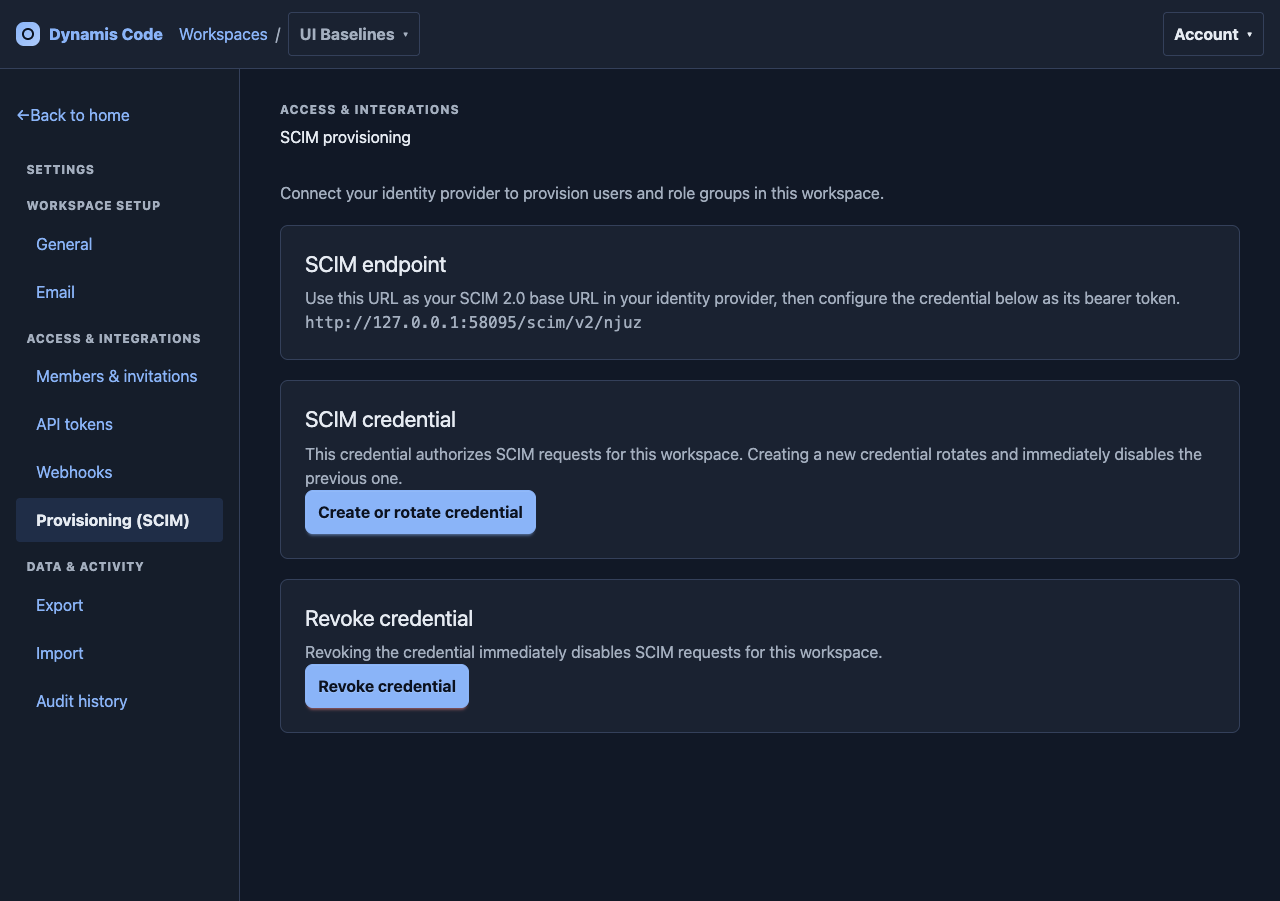 Dynamis Code Workspaces / UI Baselines ▾ Account ▾
←Back to home
SETTINGS
WORKSPACE SETUP
General
Email
ACCESS & INTEGRATIONS
Members & invitations
API tokens
Webhooks
Provisioning (SCIM)
DATA & ACTIVITY
Export
Import
Audit history
ACCESS & INTEGRATIONS
SCIM provisioning
Connect your identity provider to provision users and role groups in this workspace.
SCIM endpoint
Use this URL as your SCIM 2.0 base URL in your identity provider, then configure the credential below as its bearer token.
http://127.0.0.1:58095/scim/v2/njuz
SCIM credential
This credential authorizes SCIM requests for this workspace. Creating a new credential rotates and immediately disables the
previous one.
Create or rotate credential
Revoke credential
Revoking the credential immediately disables SCIM requests for this workspace.
Revoke credential